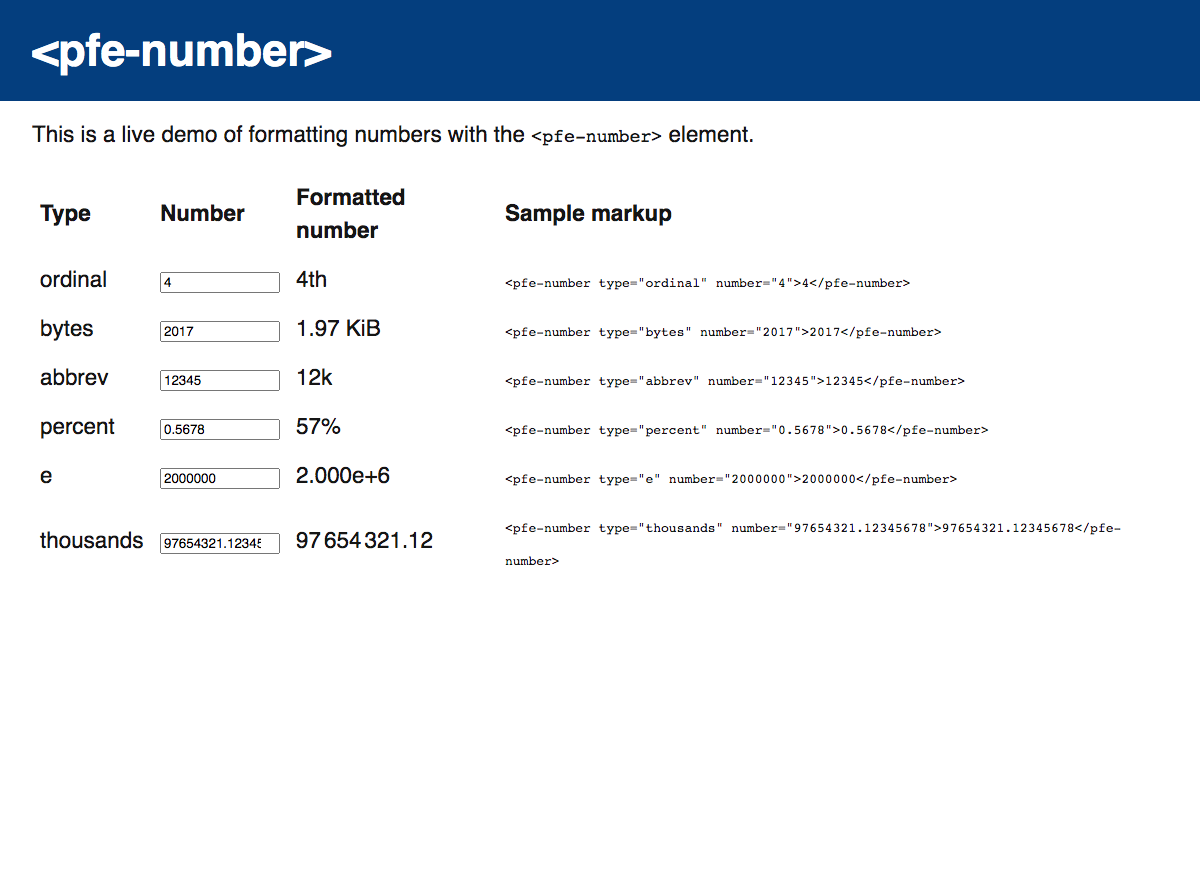 <pfe-number>
This is a live demo of formatting numbers with the <pfe-number> element.
Type Number Formatted number Sample markup
ordinal 4 4th <pfe-number type="ordinal" number="4">4</pfe-number>
bytes 2017 1.97 KiB <pfe-number type="bytes" number="2017">2017</pfe-number>
abbrev 12345 12k <pfe-number type="abbrev" number="12345">12345</pfe-number>
percent 0.5678 57% <pfe-number type="percent" number="0.5678">0.5678</pfe-number>
e 2000000 2.000e+6 <pfe-number type="e" number="2000000">2000000</pfe-number>
thousands 97654321.12345 97 654 321.12 <pfe-number type="thousands" number="97654321.12345678">97654321.12345678</pfe-
number>